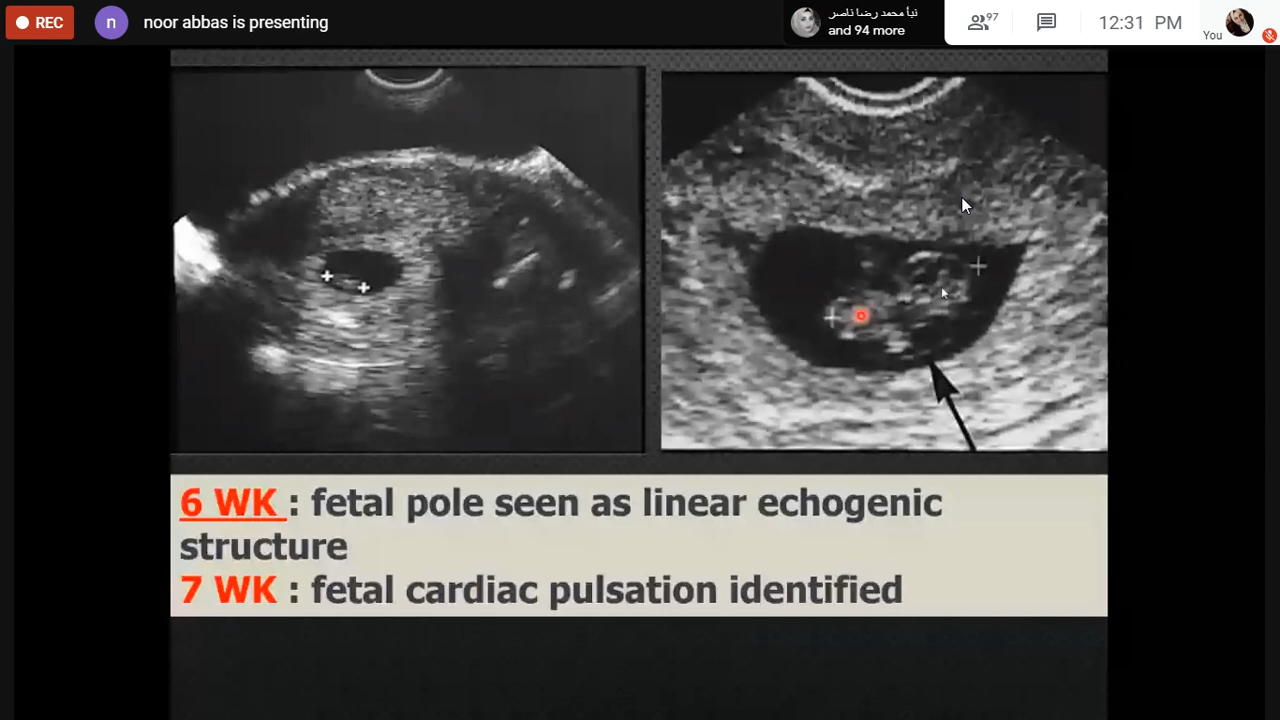 REC
n
noor abbas is presenting
نبأ محمد رضا ناصر
and 94 more
97
12:31 PM
You
6 WK : fetal pole seen as linear echogenic
structure
7 WK : fetal cardiac pulsation identified